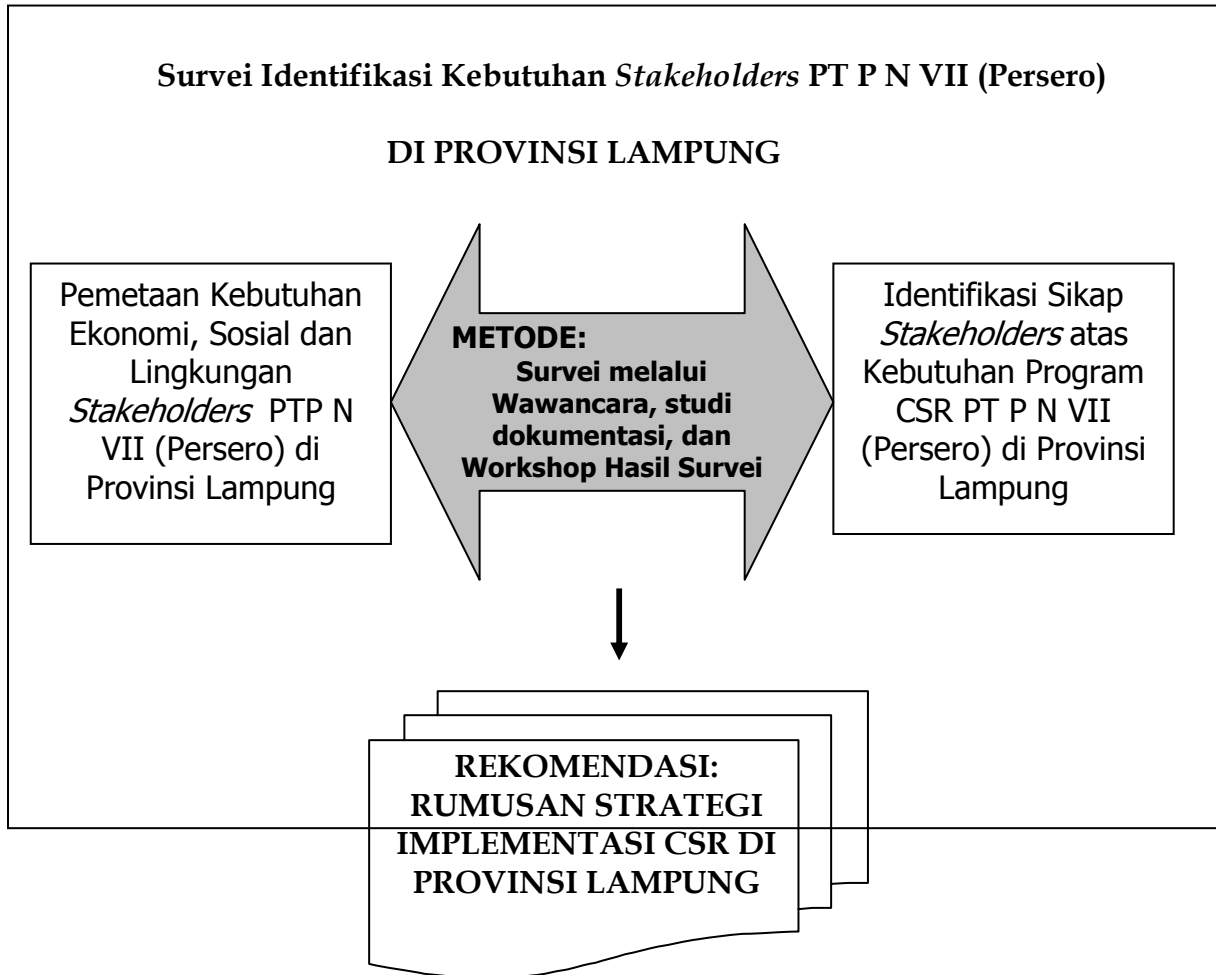 Survei Identifikasi Kebutuhan Stakeholders PT P N VII (Persero)
DI PROVINSI LAMPUNG
Pemetaan Kebutuhan
Ekonomi, Sosial dan
Lingkungan
Stakeholders PTP N
VII (Persero) di
Provinsi Lampung
METODE:
Survei melalui
Wawancara, studi
dokumentasi, dan
Workshop Hasil Survei
Identifikasi Sikap
Stakeholders atas
Kebutuhan Program
CSR PT P N VII
(Persero) di Provinsi
Lampung
REKOMENDASI:
RUMUSAN STRATEGI
IMPLEMENTASI CSR DI
PROVINSI LAMPUNG